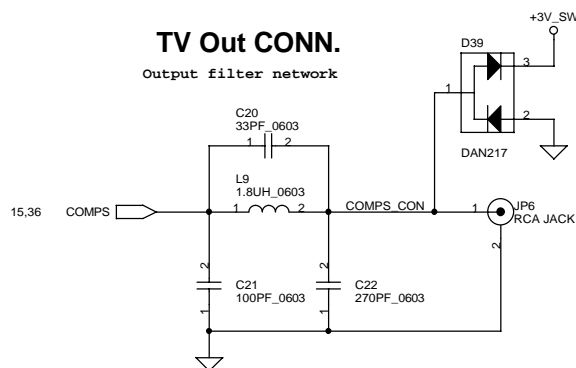 TV Out CONN.
Output filter network
+3V_SW
D39
3
1
2
DAN217
C20
33PF_0603
1 2
L9
1.8UH_0603
15,36 COMPS
1 2
COMPS_CON
1
JP6
RCA JACK
2
2
C21
100PF_0603
1
2
C22
270PF_0603
1